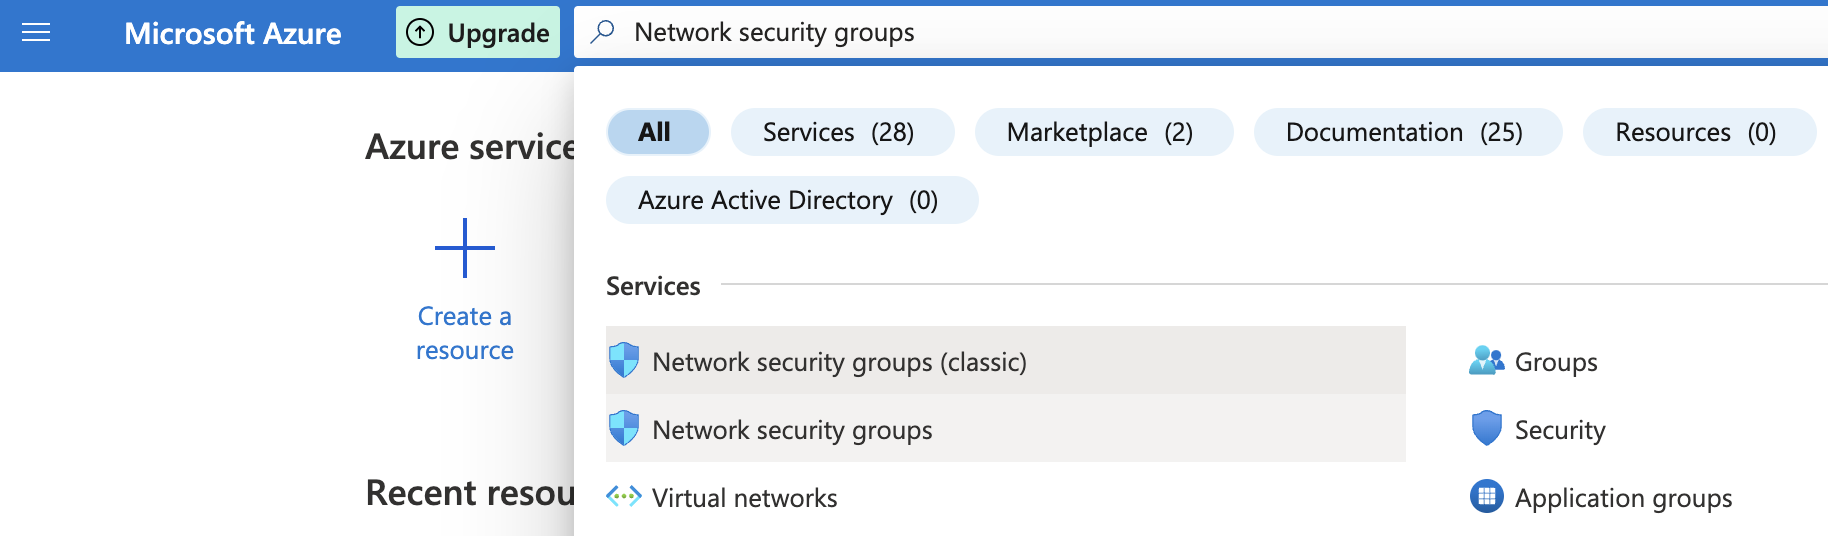 Microsoft Azure
Upgrade
Network security groups
All
Services (28)
Marketplace (2)
Documentation (25)
Resources (0)
Azure Active Directory (0)
Azure service
Create a
resource
Recent resou
Services
Network security groups (classic)
Network security groups
Virtual networks
Groups
Security
Application groups